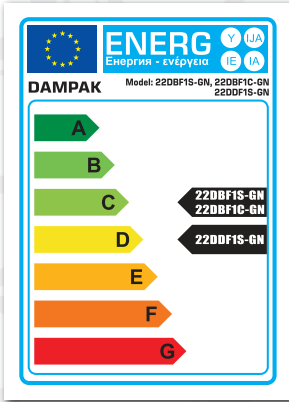 ENERG
Енергия · ενέργεια
Y IJA
IE IA
DAMPAK
Model: 22DBF1S-GN, 22DBF1C-GN
22DDF1S-GN
A
B
C
22DBF1S-GN
22DBF1C-GN
D
22DDF1S-GN
E
F
G